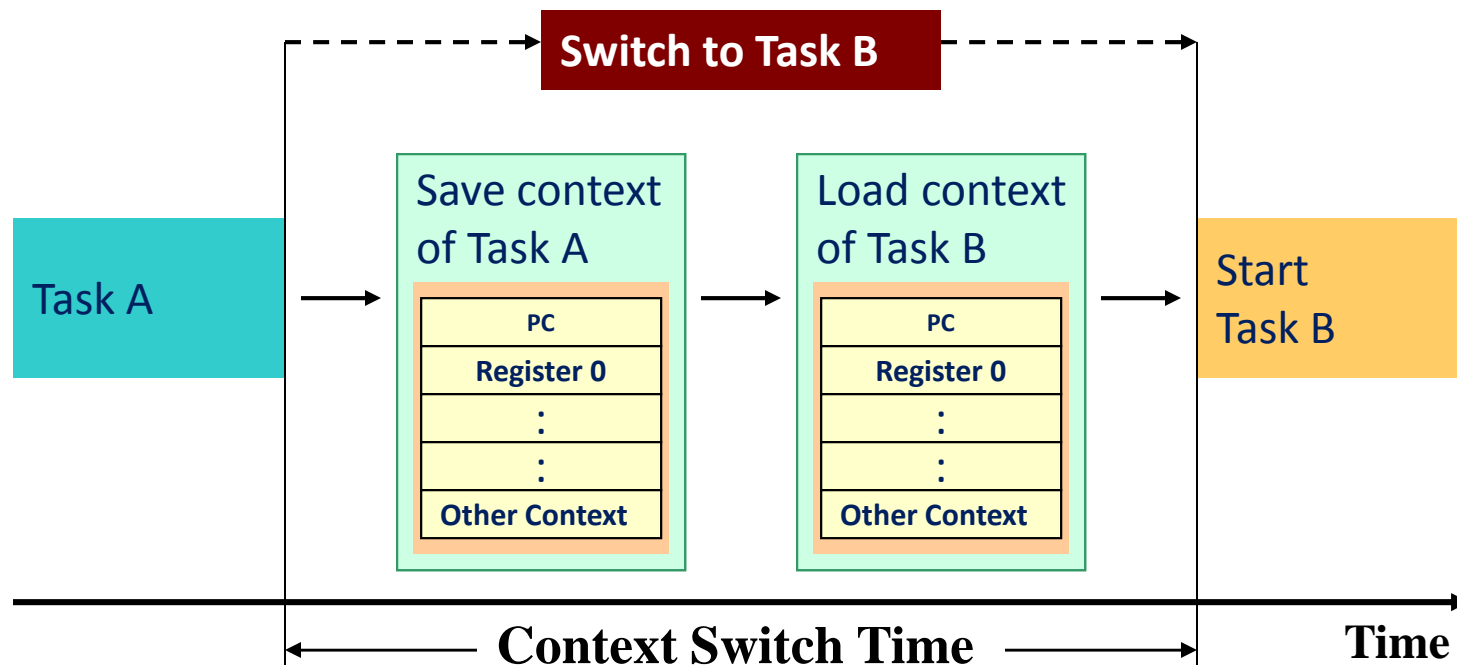 Switch to Task B
Task A
Save context
of Task A
PC
Register 0
:
:
Other Context
Load context
of Task B
PC
Register 0
:
:
Other Context
Start
Task B
Context Switch Time
Time